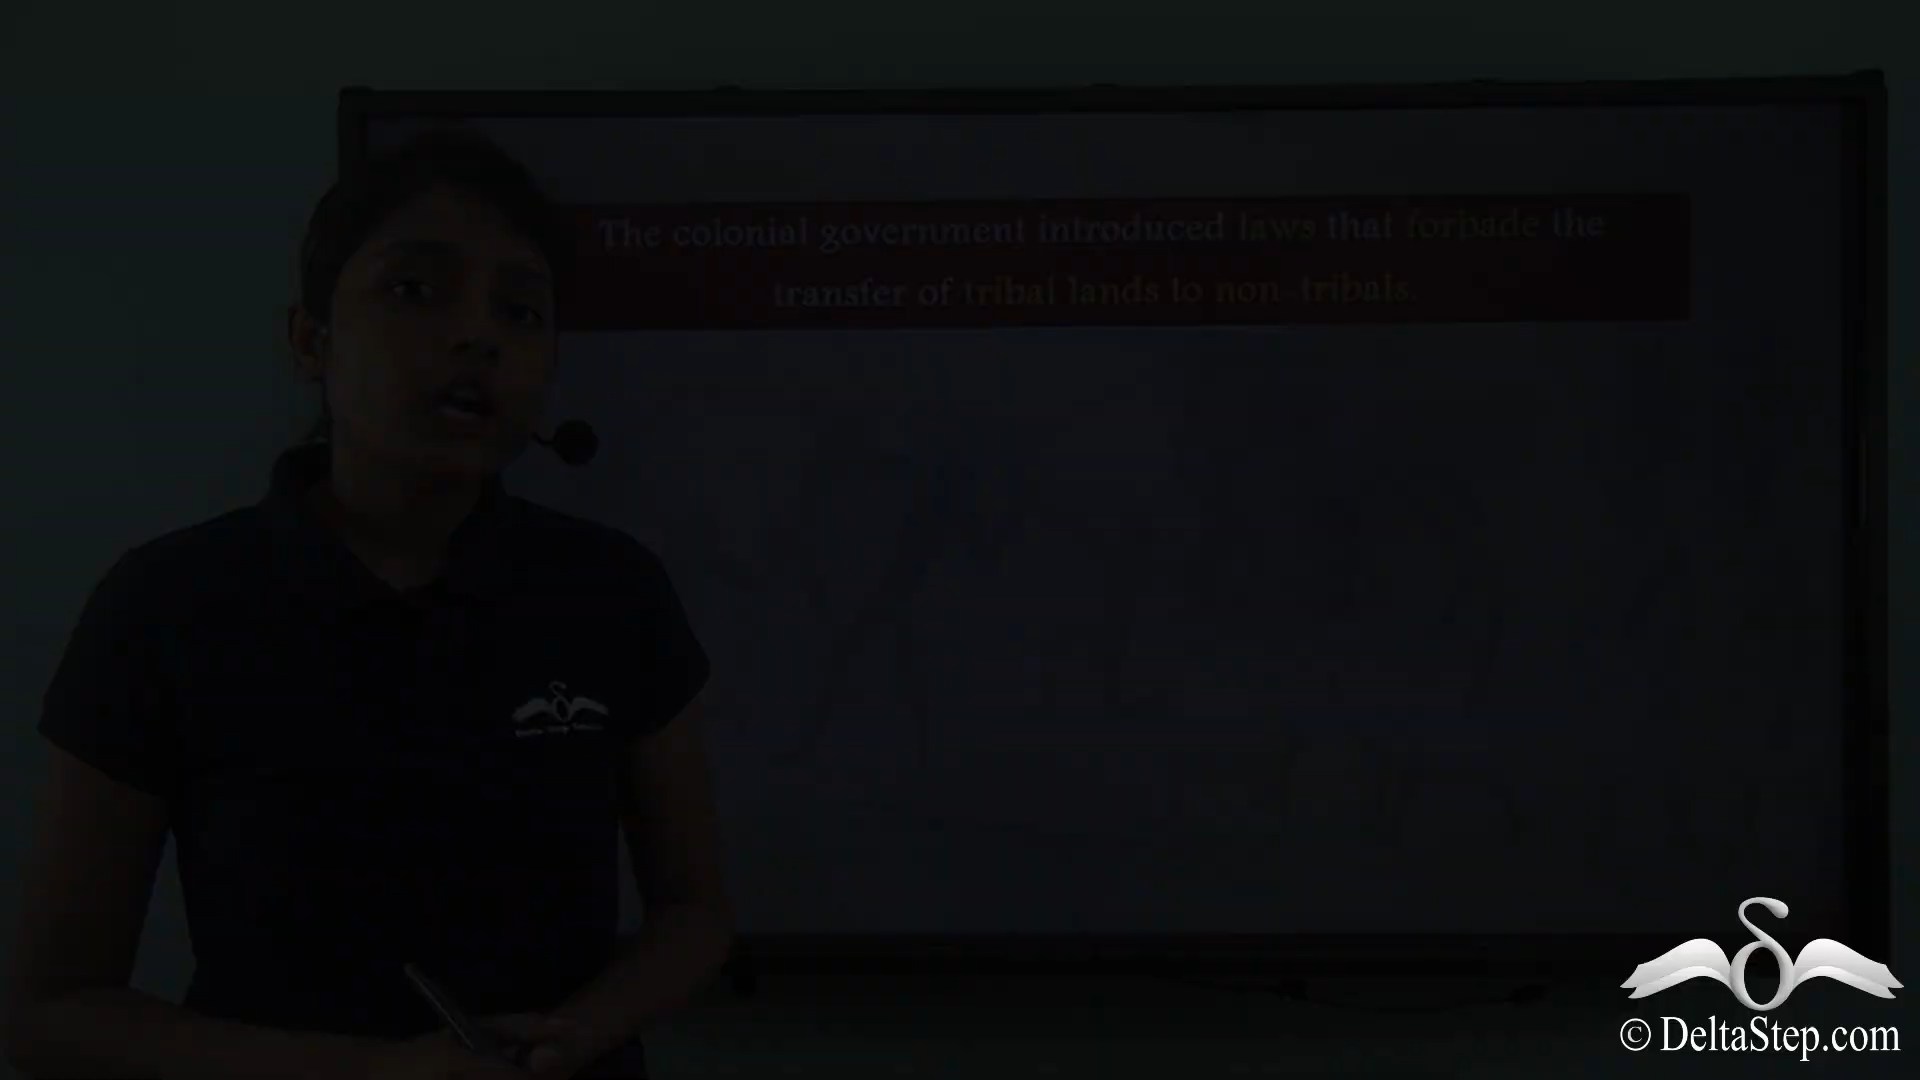 The colonial government introduced laws that forbade the
transfer of tribal lands to non-tribals.
© DeltaStep.com